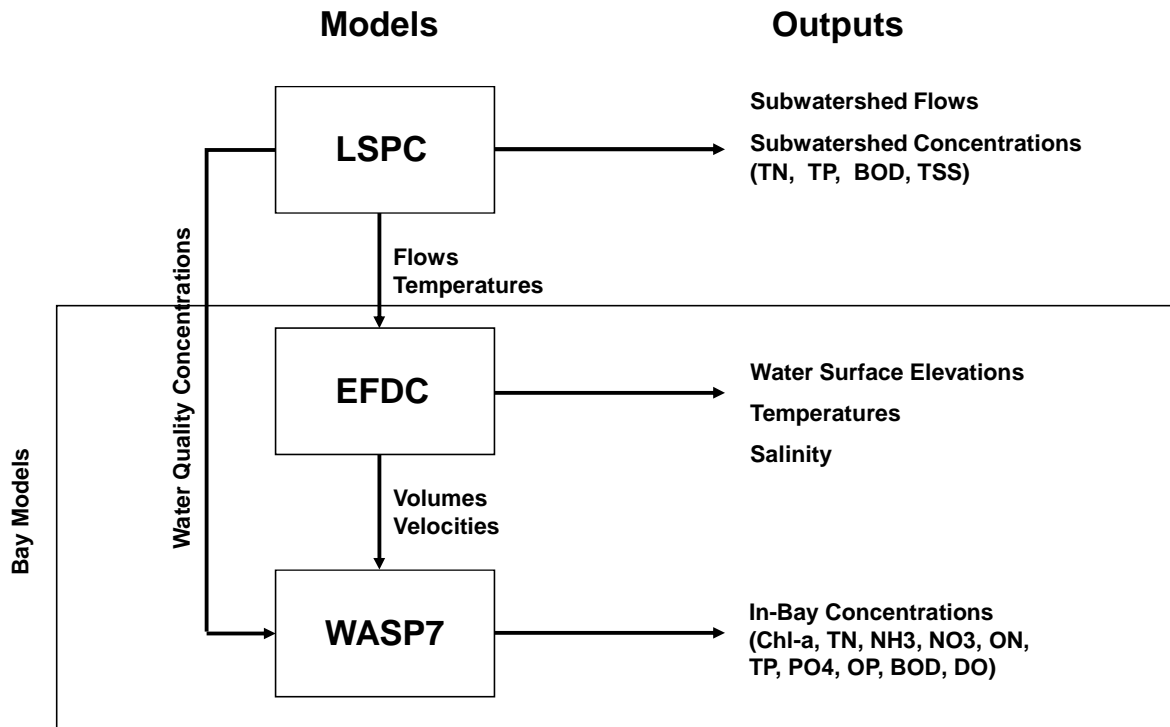 Models
Outputs
LSPC
Subwatershed Flows
Subwatershed Concentrations
(TN, TP, BOD, TSS)
Flows
Temperatures
Water Quality Concentrations
Bay Models
EFDC
Water Surface Elevations
Temperatures
Salinity
Volumes
Velocities
WASP7
In-Bay Concentrations
(Chl-a, TN, NH3, NO3, ON,
TP, PO4, OP, BOD, DO)